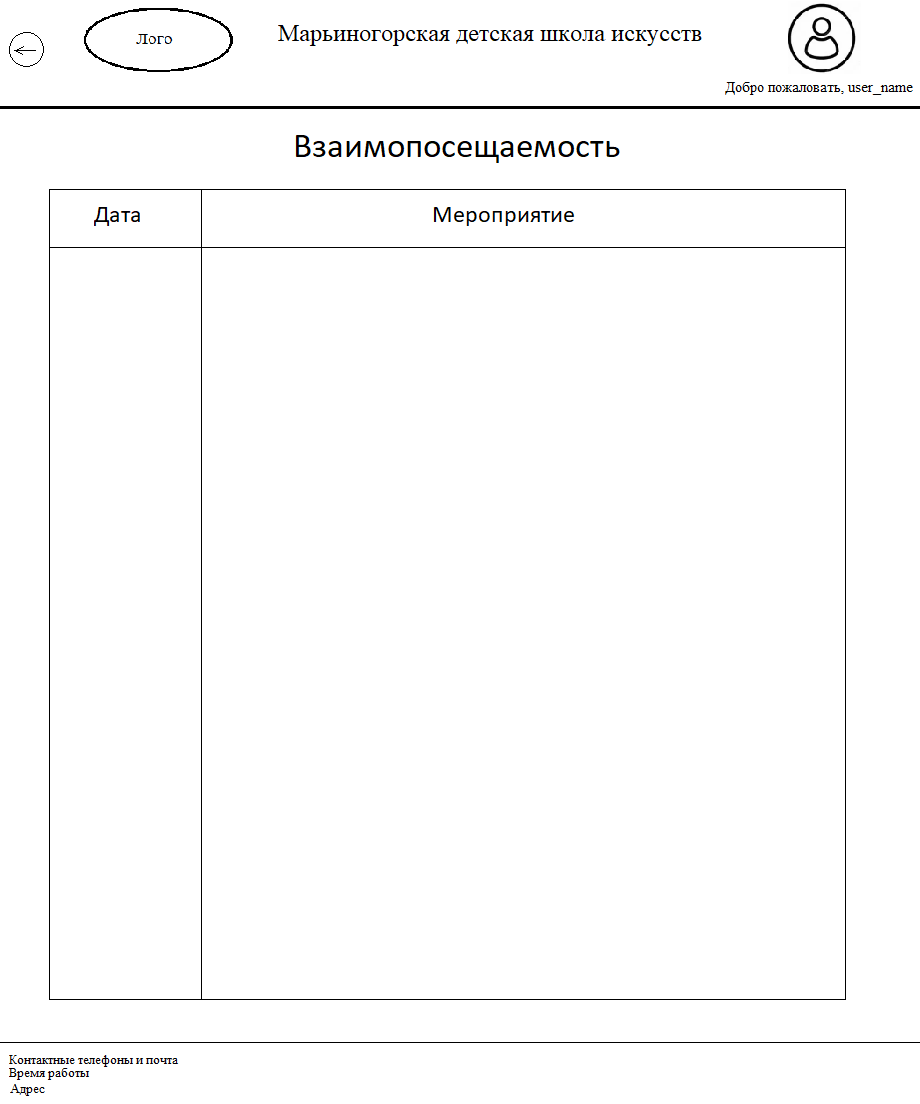 Лого
Марьиногорская детская школа искусств
Добро пожаловать, user_name
Взаимопосещаемость
Дата
Мероприятие
Контактные телефоны и почта
Время работы
Адрес